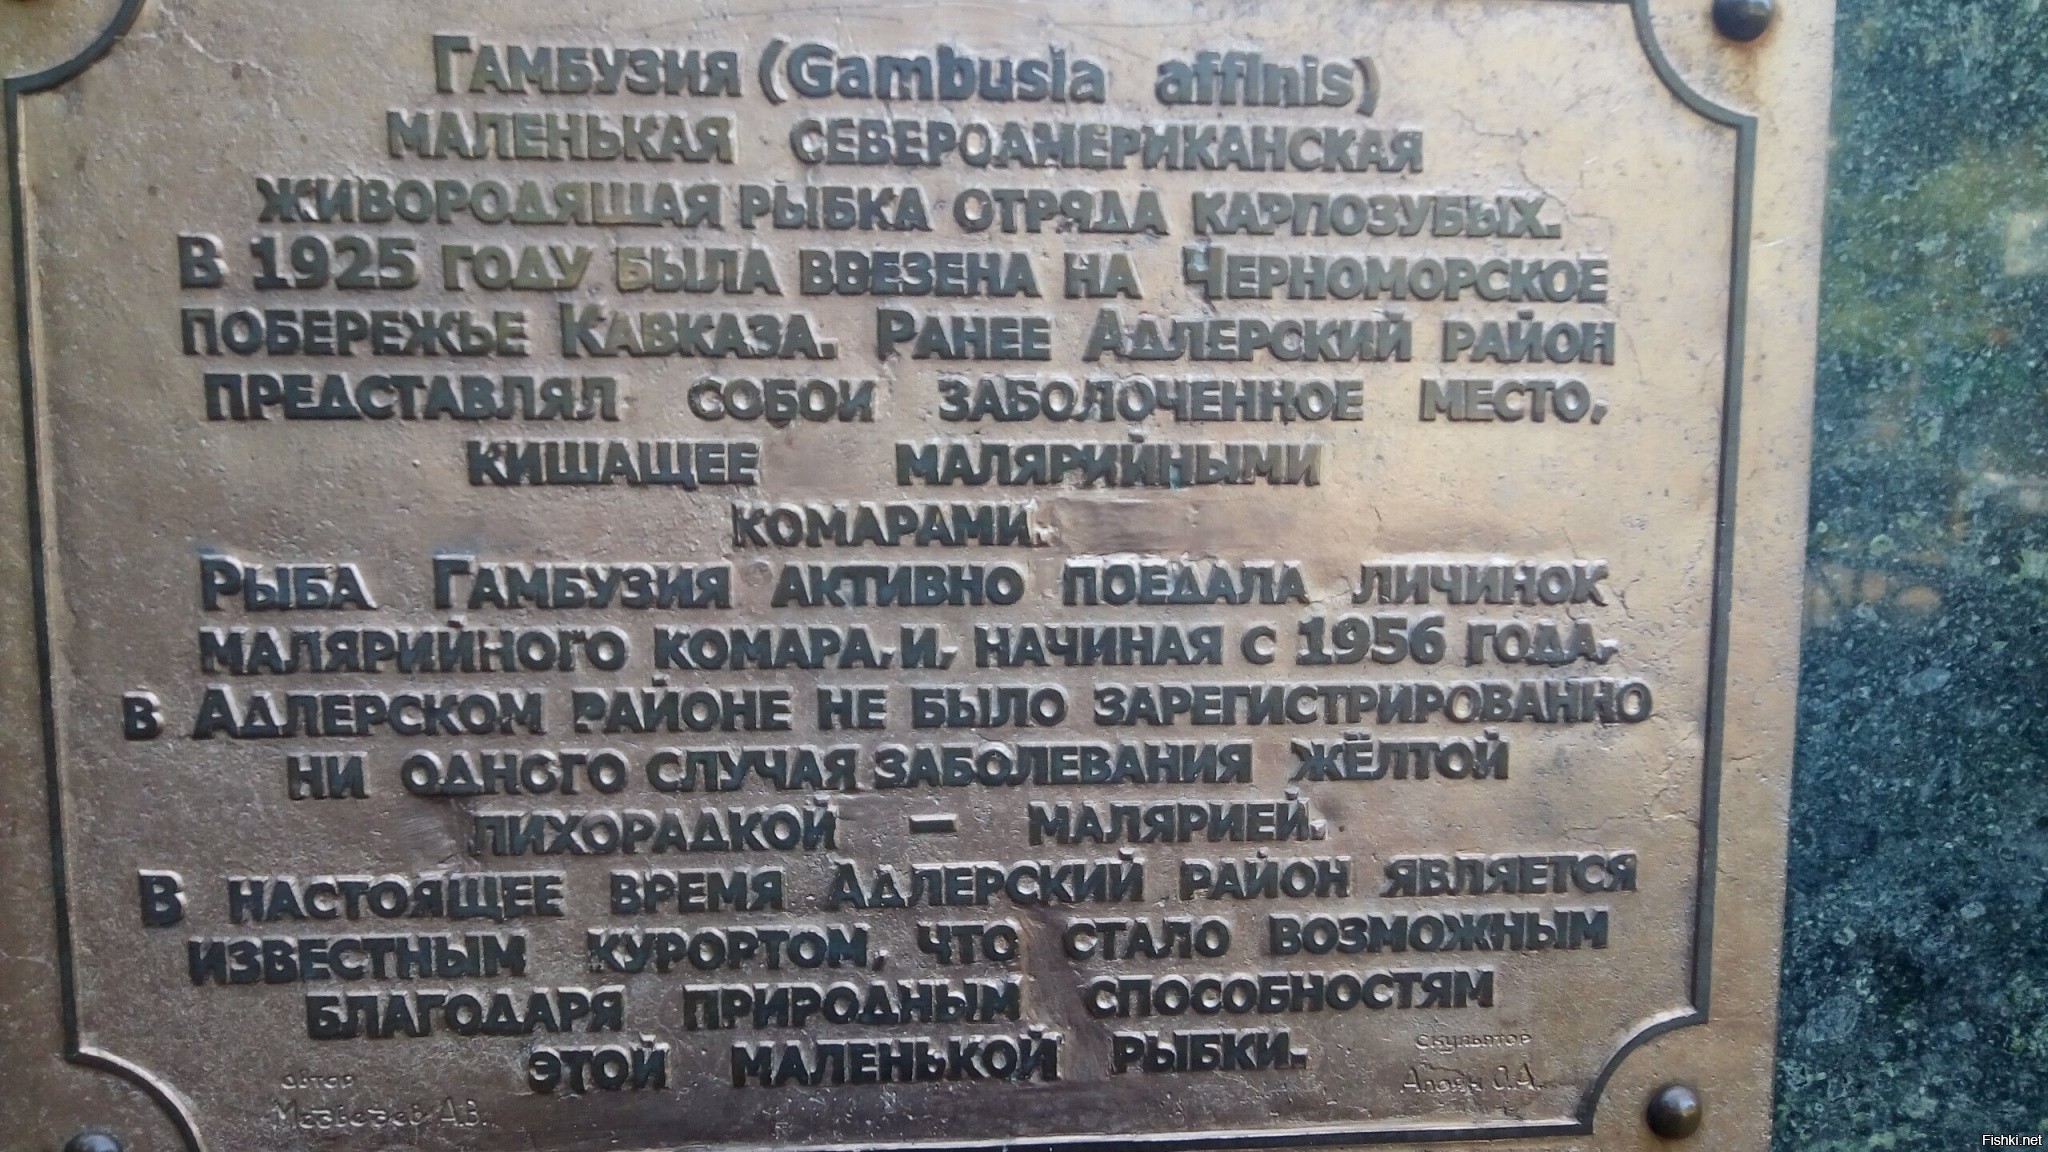 ГАМБУЗИЯ (Gambusia affinis)
МАЛЕНЬКАЯ СЕВЕРОАМЕРИКАНСКАЯ
ЖИВОРОДЯЩАЯ РЫБКА ОТРЯДА КАРПОЗУБЫХ.
В 1925 ГОДУ БЫЛА ВВЕЗЕНА НА ЧЕРНОМОРСКОЕ
ПОБЕРЕЖЬЕ КАВКАЗА. РАНЕЕ АДЛЕРСКИЙ РАЙОН
ПРЕДСТАВЛЯЛ СОБОИ ЗАБОЛОЧЕННОЕ МЕСТО,
КИШАЩЕЕ МАЛЯРИЙНЫМИ
КОМАРАМИ.
РЫБА ГАМБУЗИЯ АКТИВНО ПОЕДАЛА ЛИЧИНОК
МАЛЯРИЙНОГО КОМАРА, И, НАЧИНАЯ С 1956 ГОДА,
В АДЛЕРСКОМ РАЙОНЕ НЕ БЫЛО ЗАРЕГИСТРИРОВАННО
НИ ОДНОГО СЛУЧАЯ ЗАБОЛЕВАНИЯ ЖЁЛТОЙ
ЛИХОРАДКОЙ – МАЛЯРИЕЙ.
В НАСТОЯЩЕЕ ВРЕМЯ АДЛЕРСКИЙ РАЙОН ЯВЛЯЕТСЯ
ИЗВЕСТНЫМ КУРОРТОМ, ЧТО СТАЛО ВОЗМОЖНЫМ
БЛАГОДАРЯ ПРИРОДНЫМ СПОСОБНОСТЯМ
ЭТОЙ МАЛЕНЬКОЙ РЫБКИ.
автор
А.В.
Скульптор
Апоян А.
Fishki.net